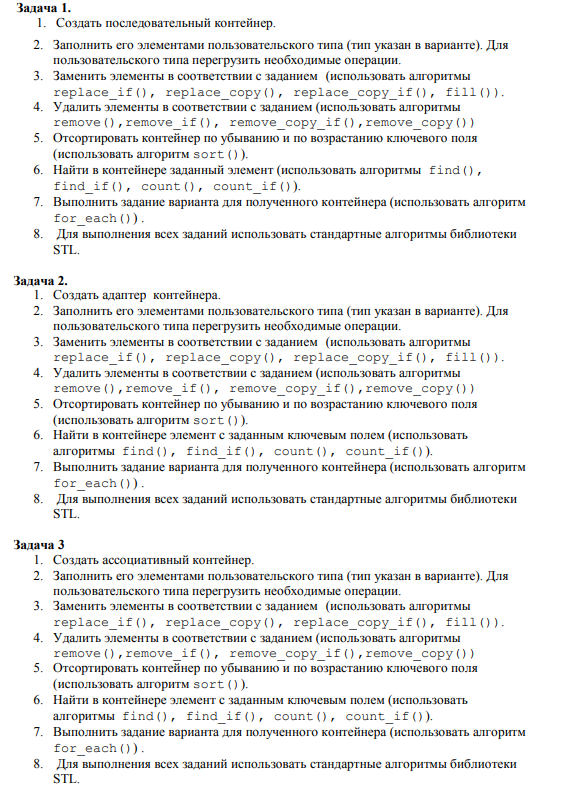 Задача 1.
1. Создать последовательный контейнер.
2. Заполнить его элементами пользовательского типа (тип указан в варианте). Для
пользовательского типа перегрузить необходимые операции.
3. Заменить элементы в соответствии с заданием (использовать алгоритмы
replace_if(), replace_copy(), replace_copy_if(), fill()).
4. Удалить элементы в соответствии с заданием (использовать алгоритмы
remove(),remove_if(), remove_copy_if(),remove_copy())
5. Отсортировать контейнер по убыванию и по возрастанию ключевого поля
(использовать алгоритм sort()).
6. Найти в контейнере заданный элемент (использовать алгоритмы find(),
find_if(), count(), count_if()).
7. Выполнить задание варианта для полученного контейнера (использовать алгоритм
for_each()).
8. Для выполнения всех заданий использовать стандартные алгоритмы библиотеки
STL.
Задача 2.
1. Создать адаптер контейнера.
2. Заполнить его элементами пользовательского типа (тип указан в варианте). Для
пользовательского типа перегрузить необходимые операции.
3. Заменить элементы в соответствии с заданием (использовать алгоритмы
replace_if(), replace_copy(), replace_copy_if(), fill()).
4. Удалить элементы в соответствии с заданием (использовать алгоритмы
remove(),remove_if(), remove_copy_if(),remove_copy())
5. Отсортировать контейнер по убыванию и по возрастанию ключевого поля
(использовать алгоритм sort()).
6. Найти в контейнере элемент с заданным ключевым полем (использовать
алгоритмы find(), find_if(), count(), count_if()).
7. Выполнить задание варианта для полученного контейнера (использовать алгоритм
for_each()).
8. Для выполнения всех заданий использовать стандартные алгоритмы библиотеки
STL.
Задача 3
1. Создать ассоциативный контейнер.
2. Заполнить его элементами пользовательского типа (тип указан в варианте). Для
пользовательского типа перегрузить необходимые операции.
3. Заменить элементы в соответствии с заданием (использовать алгоритмы
replace_if(), replace_copy(), replace_copy_if(), fill()).
4. Удалить элементы в соответствии с заданием (использовать алгоритмы
remove(),remove_if(), remove_copy_if(),remove_copy())
5. Отсортировать контейнер по убыванию и по возрастанию ключевого поля
(использовать алгоритм sort()).
6. Найти в контейнере элемент с заданным ключевым полем (использовать
алгоритмы find(), find_if(), count(), count_if()).
7. Выполнить задание варианта для полученного контейнера (использовать алгоритм
for_each()).
8. Для выполнения всех заданий использовать стандартные алгоритмы библиотеки
STL.